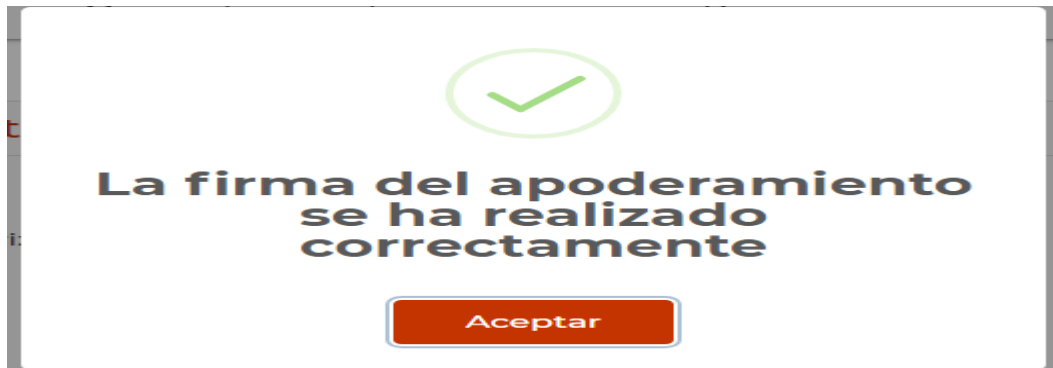 La firma del apoderamiento
se ha realizado
correctamente
Aceptar